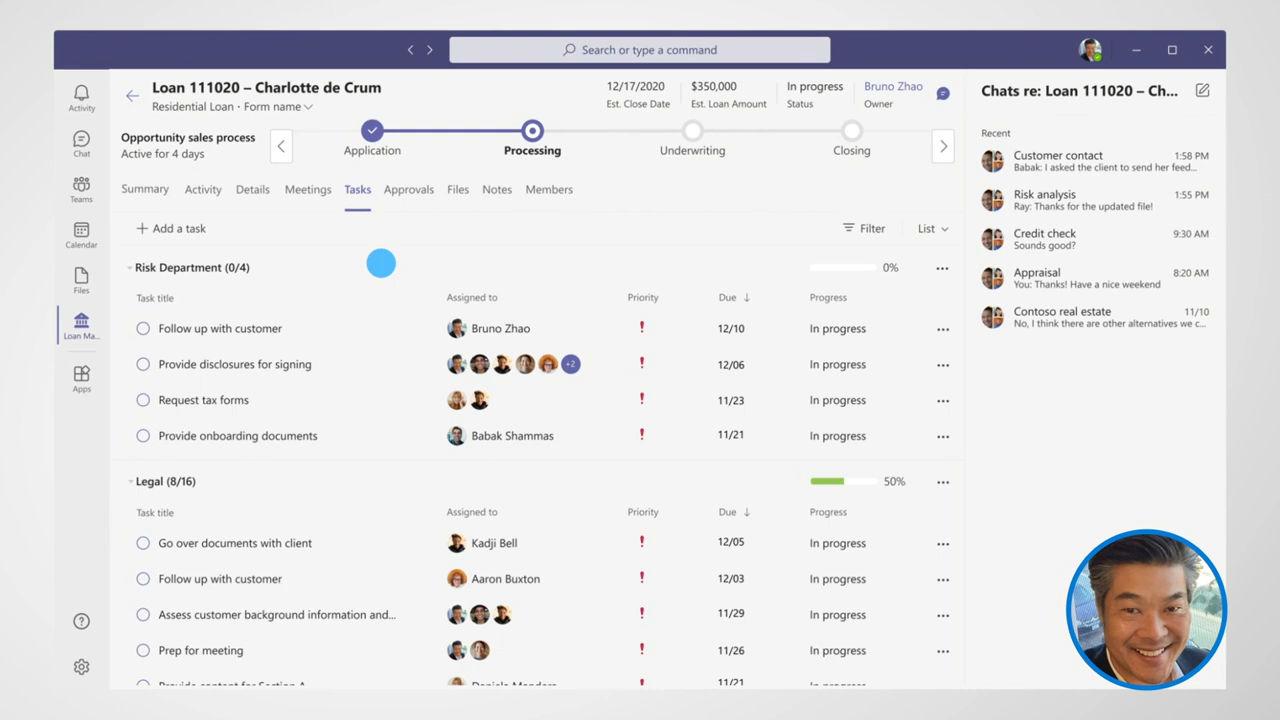 Search or type a command
Activity
Chat
Teams
Calendar
Files
Loan Ma...
Apps
Loan 111020 – Charlotte de Crum
Residential Loan · Form name
12/17/2020
Est. Close Date
$350,000
Est. Loan Amount
In progress
Status
Bruno Zhao
Owner
Opportunity sales process
Active for 4 days
Application
Processing
Underwriting
Closing
Summary Activity Details Meetings Tasks Approvals Files Notes Members
+ Add a task
Filter
List
Risk Department (0/4)
0%
Task title Assigned to Priority Due ↓ Progress
Follow up with customer Bruno Zhao ! 12/10 In progress
Provide disclosures for signing +2 ! 12/06 In progress
Request tax forms ! 11/23 In progress
Provide onboarding documents Babak Shammas ! 11/21 In progress
Legal (8/16)
50%
Task title Assigned to Priority Due ↓ Progress
Go over documents with client Kadji Bell ! 12/05 In progress
Follow up with customer Aaron Buxton ! 12/03 In progress
Assess customer background information and... ! 11/29 In progress
Prep for meeting ! 11/26 In progress
Chats re: Loan 111020 – Ch...
Recent
Customer contact 1:58 PM
Babak: I asked the client to send her feed...
Risk analysis 1:55 PM
Ray: Thanks for the updated file!
Credit check 9:30 AM
Sounds good?
Appraisal 8:20 AM
You: Thanks! Have a nice weekend
Contoso real estate 11/10
No, I think there are other alternatives we c...